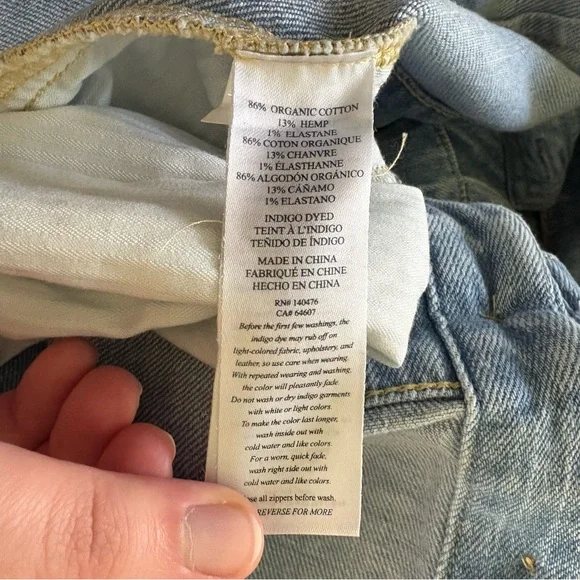 86% ORGANIC COTTON
13% HEMP
1% ELASTANE
86% COTON ORGANIQUE
13% CHANVRE
1% ÉLASTHANNE
86% ALGODÓN ORGÁNICO
13% CÁÑAMO
1% ELASTANO
INDIGO DYED
TEINT À L'INDIGO
TEÑIDO DE ÍNDIGO
MADE IN CHINA
FABRIQUÉ EN CHINE
HECHO EN CHINA
RN# 140476
CA# 64607
Before the first few washings, the
indigo dye may rub off on
light-colored fabric, upholstery, and
leather, so use care when wearing.
With repeated wearing and washing,
the color will pleasantly fade.
Do not wash or dry indigo garments
with white or light colors.
To make the color last longer,
wash inside out with
cold water and like colors.
For a worn, quick fade,
wash right side out with
cold water and like colors.
all zippers before wash.
REVERSE FOR MORE